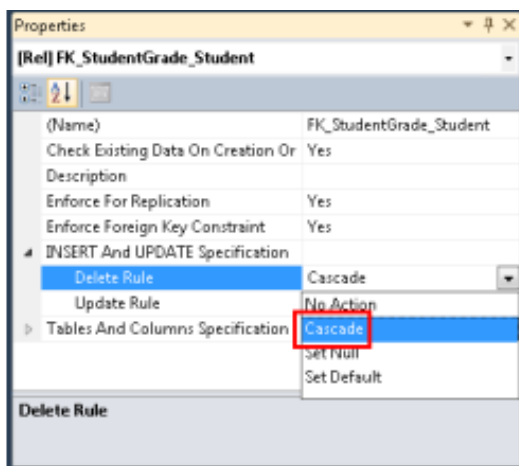 Properties
[Rel] FK_StudentGrade_Student
(Name) FK_StudentGrade_Student
Check Existing Data On Creation Or Yes
Description
Enforce For Replication Yes
Enforce Foreign Key Constraint Yes
INSERT And UPDATE Specification
Delete Rule Cascade
Update Rule No Action
Tables And Columns Specification Cascade
Set Null
Set Default
Delete Rule